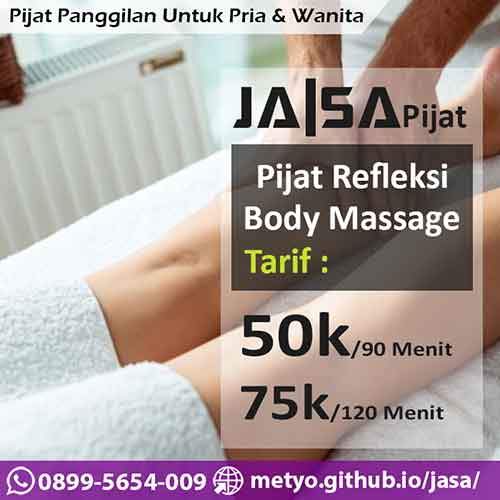 Pijat Panggilan Untuk Pria & Wanita
JA|SA Pijat
Pijat Refleksi
Body Massage
Tarif :
50k/90 Menit
75k/120 Menit
0899-5654-009 metyo.github.io/jasa/